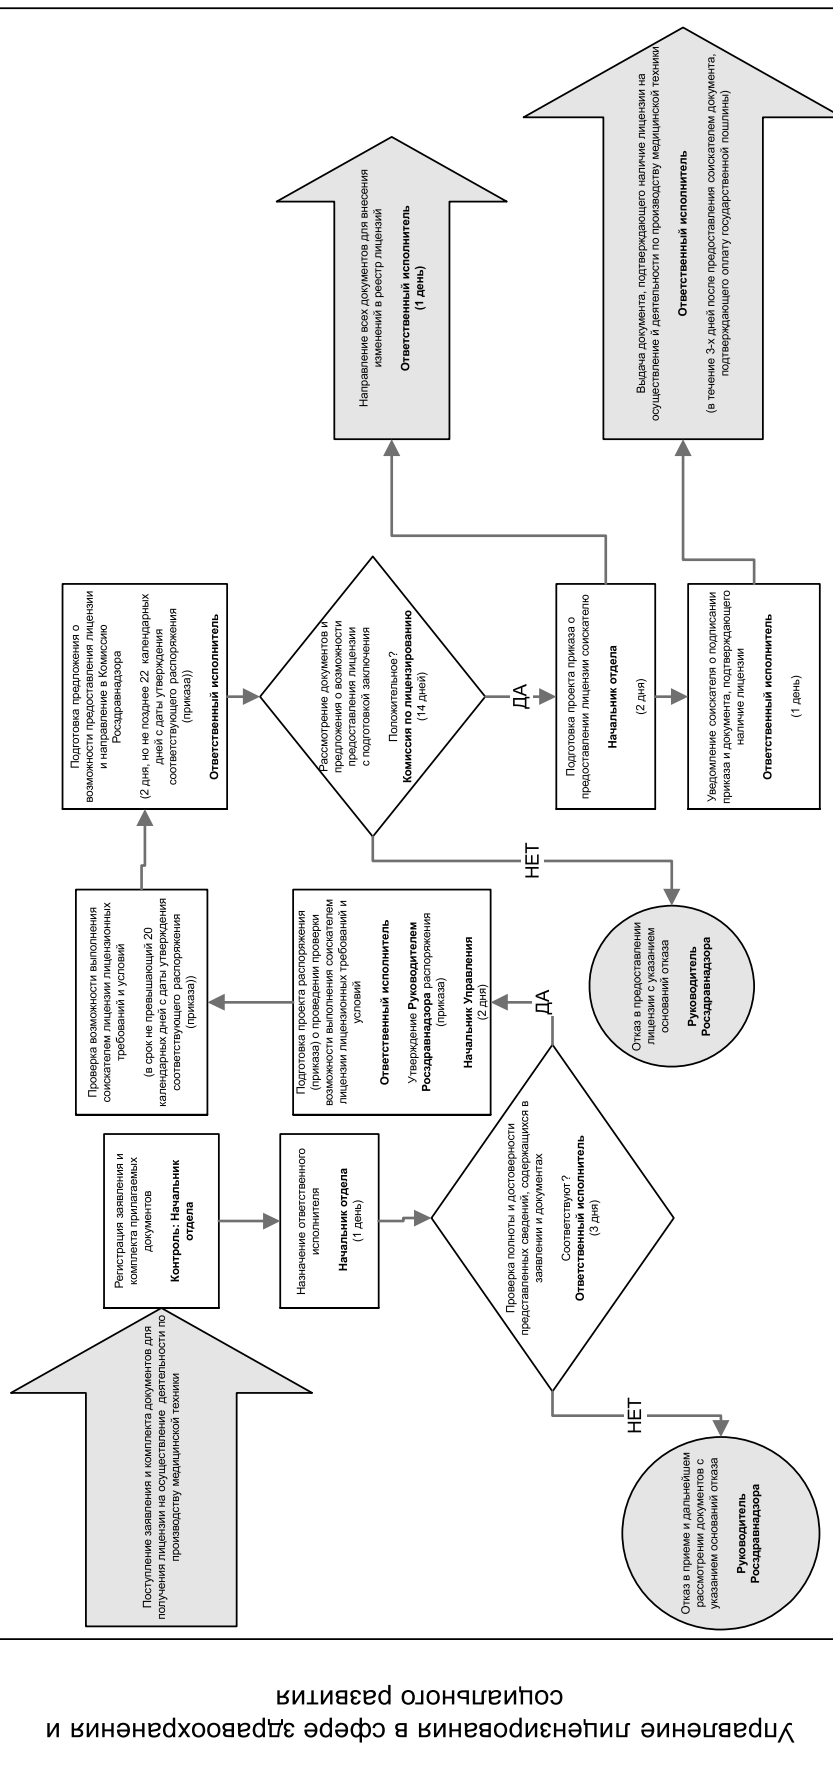 Управление лицензирования в сфере здравоохранения и
социального развития
Поступление заявления и комплекта документов для
получения лицензии на осуществление деятельности по
производству медицинской техники
Регистрация заявления и
комплекта прилагаемых
документов
Контроль: Начальник
отдела
Назначение ответственного
исполнителя
Начальник отдела
(1 день)
Проверка полноты и достоверности
представленных сведений, содержащихся в
заявлении и документах
Соответствуют?
Ответственный исполнитель
(3 дня)
НЕТ
Отказ в приеме и дальнейшем
рассмотрении документов с
указанием оснований отказа
Руководитель
Росздравнадзора
ДА
Подготовка проекта распоряжения
(приказа) о проведении проверки
возможности выполнения соискателем
лицензии лицензионных требований и
условий
Ответственный исполнитель
Утверждение Руководителем
Росздравнадзора распоряжения
(приказа)
Начальник Управления
(2 дня)
Проверка возможности выполнения
соискателем лицензии лицензионных
требований и условий
(в срок не превышающий 20
календарных дней с даты утверждения
соответствующего распоряжения
(приказа))
Подготовка предложения о
возможности предоставления лицензии
и направление в Комиссию
Росздравнадзора
(2 дня, но не позднее 22 календарных
дней с даты утверждения
соответствующего распоряжения
(приказа))
Ответственный исполнитель
Рассмотрение документов и
предложения о возможности
предоставления лицензии
с подготовкой заключения
Положительное?
Комиссия по лицензированию
(14 дней)
НЕТ
Отказ в предоставлении
лицензии с указанием
оснований отказа
Руководитель
Росздравнадзора
ДА
Подготовка проекта приказа о
предоставлении лицензии соискателю
Начальник отдела
(2 дня)
Уведомление соискателя о подписании
приказа и документа, подтверждающего
наличие лицензии
Ответственный исполнитель
(1 день)
Направление всех документов для внесения
изменений в реестр лицензий
Ответственный исполнитель
(1 день)
Выдача документа, подтверждающего наличие лицензии на
осуществление й деятельности по производству медицинской техники
Ответственный исполнитель
(в течение 3-х дней после предоставления соискателем документа,
подтверждающего оплату государственной пошлины)